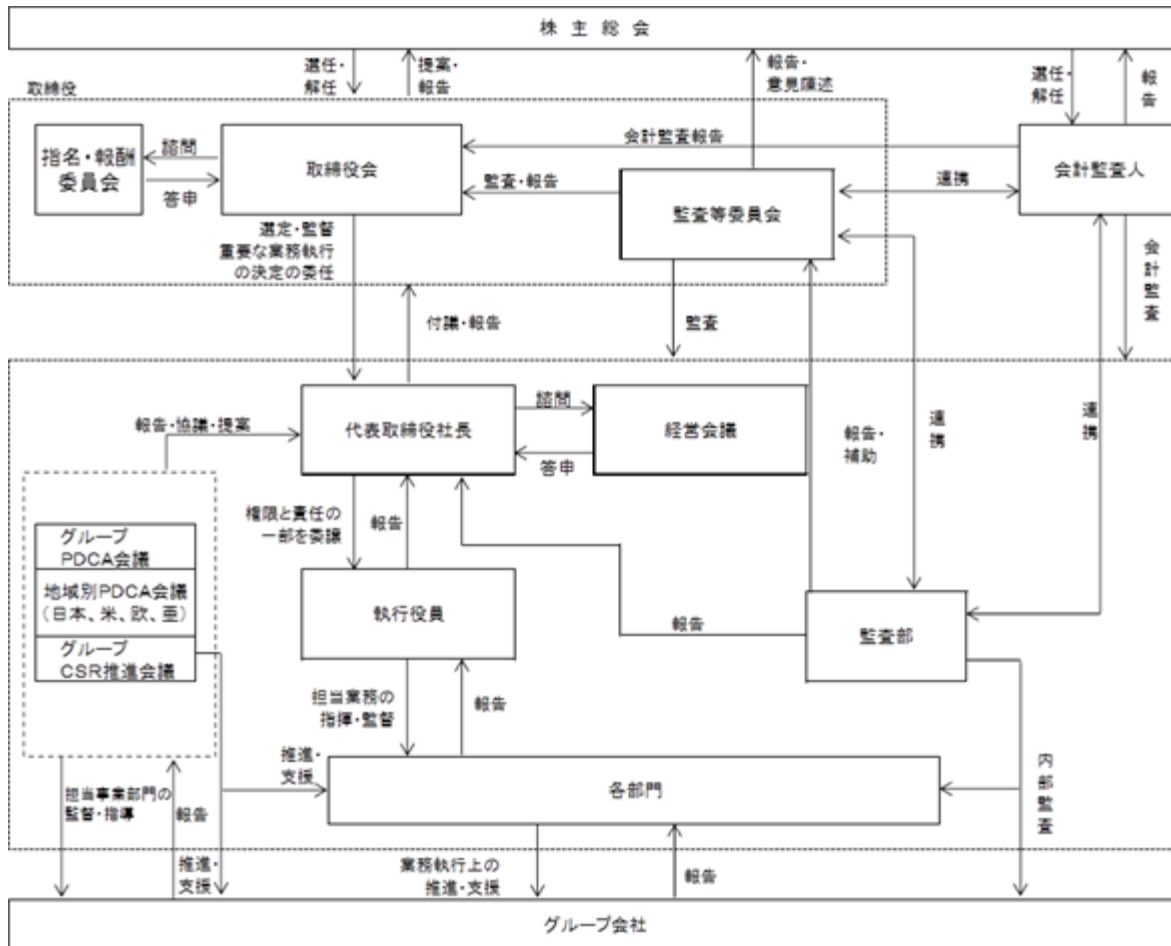 株主総会
選任・
解任
提案・
報告
報告・
意見陳述
選任・
解任
報告
取締役
指名・報酬
委員会
諮問
答申
取締役会
会計監査報告
監査・報告
監査等委員会
連携
会計監査人
選定・監督
重要な業務執行
の決定の委任
付議・報告
監査
会計監査
報告・協議・提案
代表取締役社長
諮問
答申
経営会議
報告・
補助
連携
連携
権限と責任の
一部を委譲
報告
グループ
PDCA会議
地域別PDCA会議
(日本、米、欧、亜)
グループ
CSR推進会議
執行役員
報告
監査部
担当業務の
指揮・監督
報告
推進・
支援
各部門
内部監査
担当事業部門の
監督・指導
報告
推進・
支援
業務執行上の
推進・支援
報告
グループ会社